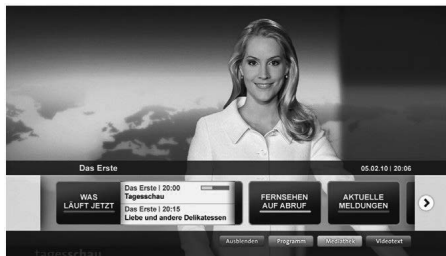 Das Erste
05.02.10 | 20:06
WAS
LÄUFT JETZT
Das Erste | 20:00
Tagesschau
Das Erste | 20:15
Liebe und andere Delikatessen
FERNSEHEN
AUF ABRUF
AKTUELLE
MELDUNGEN
Ausblenden
Programm
Mediathek
Videotext
tagesschau